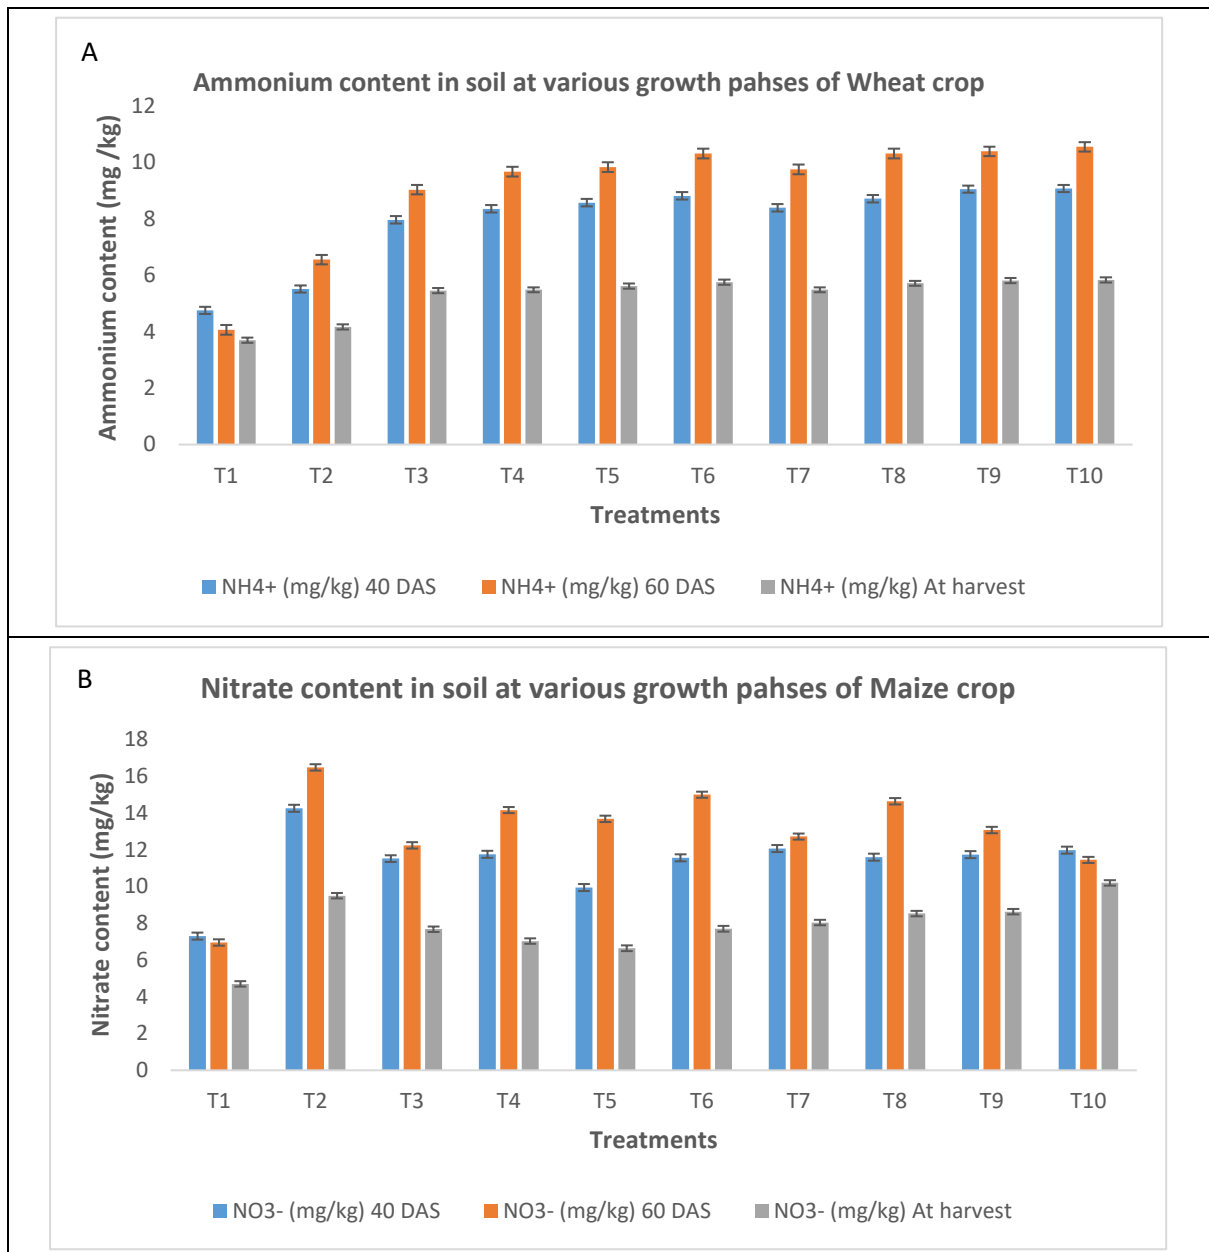 A
Ammonium content in soil at various growth pahses of Wheat crop
Ammonium content (mg /kg)
12
10
8
6
4
2
0
T1 T2 T3 T4 T5 T6 T7 T8 T9 T10
Treatments
NH4+ (mg/kg) 40 DAS NH4+ (mg/kg) 60 DAS NH4+ (mg/kg) At harvest
B
Nitrate content in soil at various growth pahses of Maize crop
Nitrate content (mg/kg)
18
16
14
12
10
8
6
4
2
0
T1 T2 T3 T4 T5 T6 T7 T8 T9 T10
Treatments
NO3- (mg/kg) 40 DAS NO3- (mg/kg) 60 DAS NO3- (mg/kg) At harvest